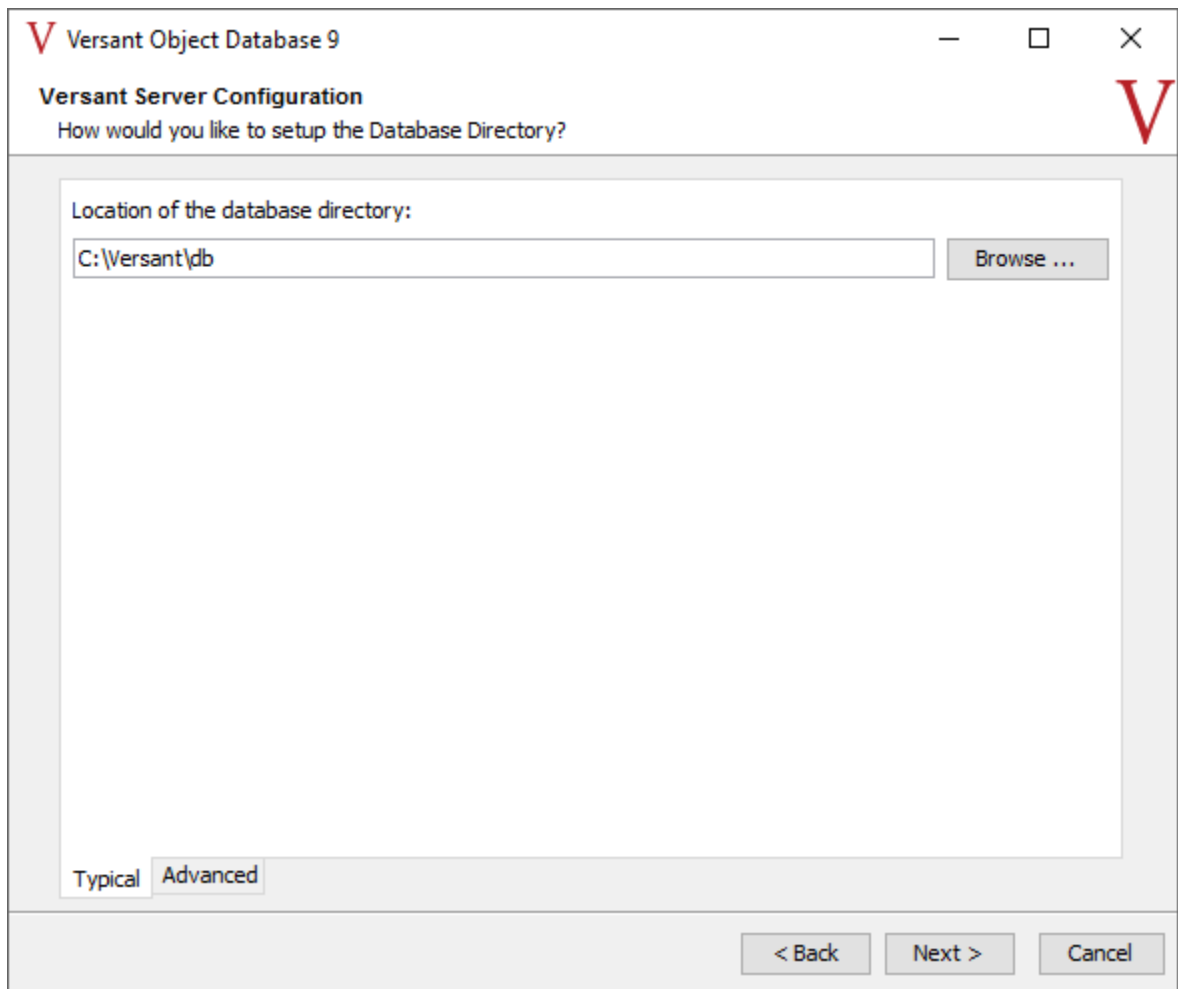 V Versant Object Database 9
Versant Server Configuration
How would you like to setup the Database Directory?
V
Location of the database directory:
C:\Versant\db
Browse ...
Typical
Advanced
< Back
Next >
Cancel